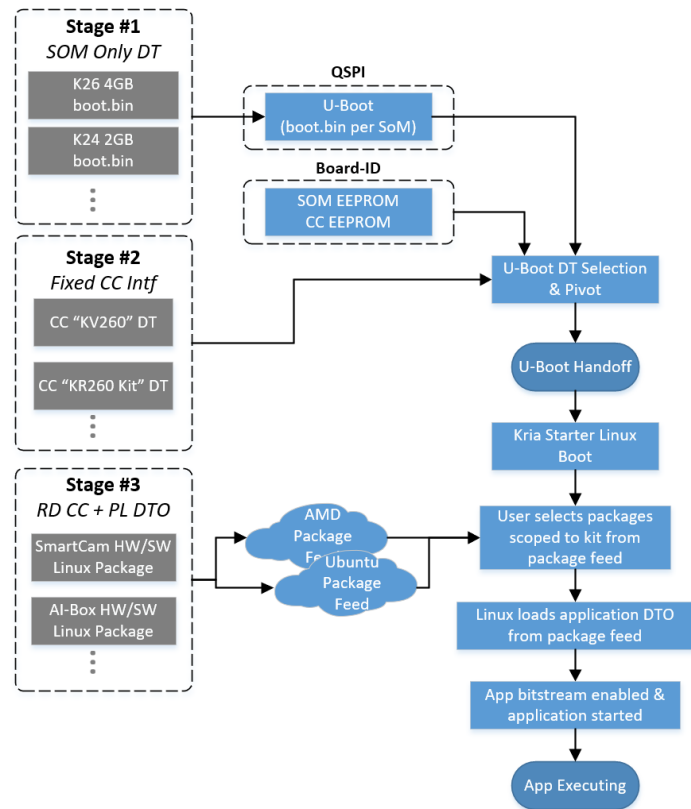 Stage #1
SOM Only DT
K26 4GB
boot.bin
K24 2GB
boot.bin
QSPI
U-Boot
(boot.bin per SoM)
Board-ID
SOM EEPROM
CC EEPROM
Stage #2
Fixed CC Intf
CC “KV260” DT
CC “KR260 Kit” DT
U-Boot DT Selection
& Pivot
U-Boot Handoff
Kria Starter Linux
Boot
Stage #3
RD CC + PL DTO
SmartCam HW/SW
Linux Package
AI-Box HW/SW
Linux Package
AMD
Package
Ubuntu
Package
Feed
User selects packages
scoped to kit from
package feed
Linux loads application DTO
from package feed
App bitstream enabled &
application started
App Executing